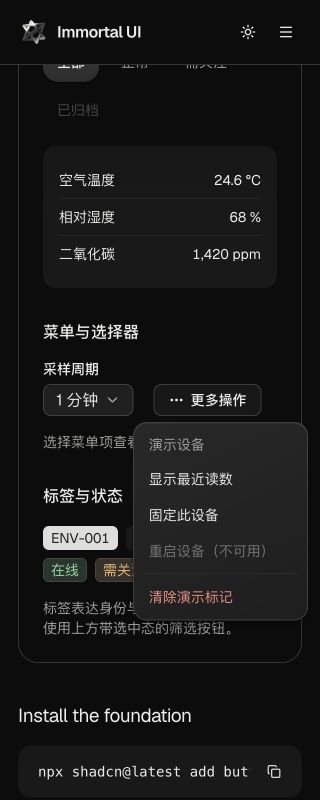 Immortal UI
已归档
空气温度 24.6 °C
相对湿度 68 %
二氧化碳 1,420 ppm
菜单与选择器
采样周期
1 分钟 ··· 更多操作
选择菜单项查看
演示设备
显示最近读数
固定此设备
重启设备（不可用）
清除演示标记
标签与状态
ENV-001
在线 需关
标签表达身份与
使用上方带选中态的筛选按钮。
Install the foundation
npx shadcn@latest add but